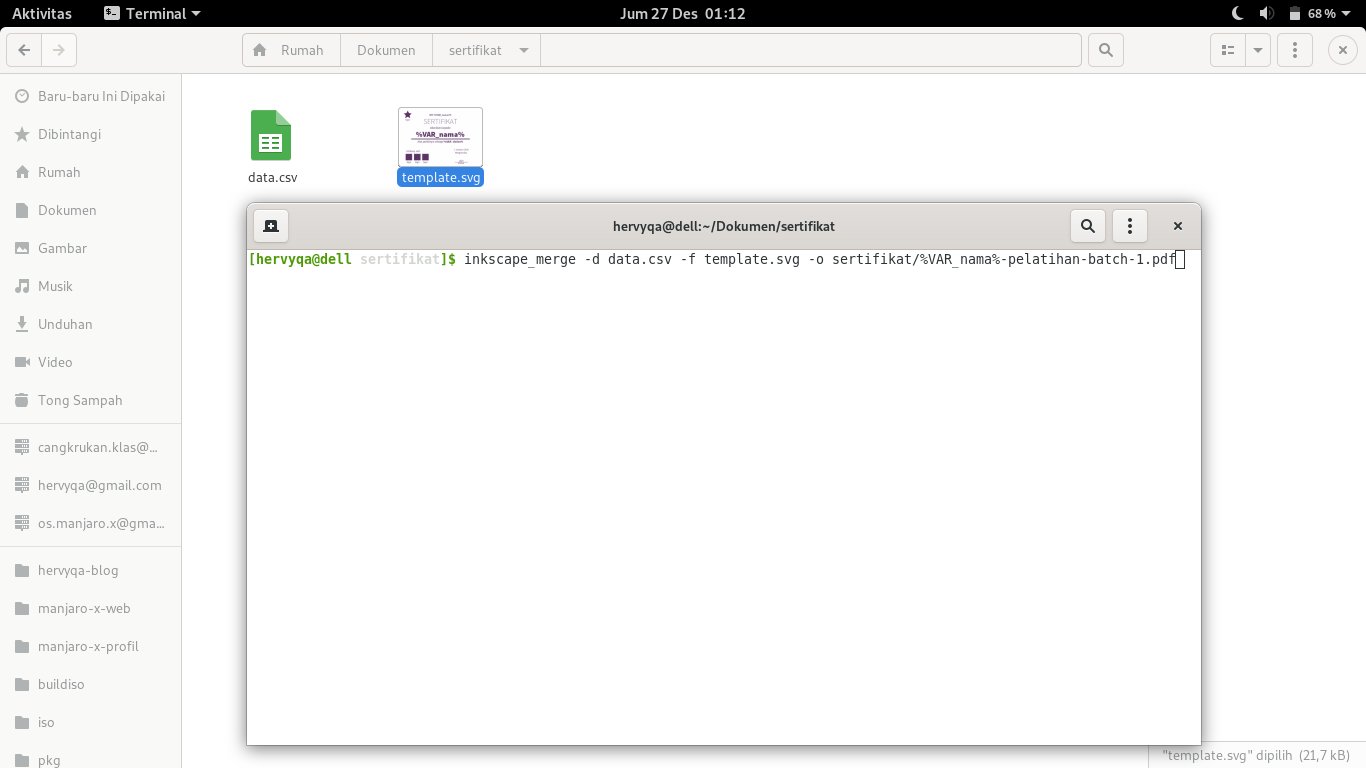 Aktivitas
Terminal
Jum 27 Des 01:12
68 %
Rumah
Dokumen
sertifikat
Baru-baru Ini Dipakai
Dibintangi
Rumah
Dokumen
Gambar
Musik
Unduhan
Video
Tong Sampah
cangkrukan.klas@...
hervyqa@gmail.com
os.manjaro.x@gma...
hervyqa-blog
manjaro-x-web
manjaro-x-profil
buildiso
iso
pkg
data.csv
SERTIFIKAT
%VAR_nama%
template.svg
hervyqa@dell:~/Dokumen/sertifikat
[hervyqa@dell sertifikat]$ inkscape_merge -d data.csv -f template.svg -o sertifikat/%VAR_nama%-pelatihan-batch-1.pdf
"template.svg" dipilih (21,7 kB)